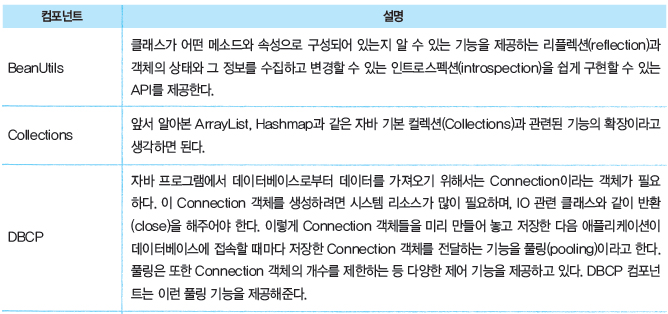 컴포넌트
설명
BeanUtils
클래스가 어떤 메소드와 속성으로 구성되어 있는지 알 수 있는 기능을 제공하는 리플렉션(reflection)과
객체의 상태와 그 정보를 수집하고 변경할 수 있는 인트로스펙션(introspection)을 쉽게 구현할 수 있는
API를 제공한다.
Collections
앞서 알아본 ArrayList, Hashmap과 같은 자바 기본 컬렉션(Collections)과 관련된 기능의 확장이라고
생각하면 된다.
DBCP
자바 프로그램에서 데이터베이스로부터 데이터를 가져오기 위해서는 Connection이라는 객체가 필요
하다. 이 Connection 객체를 생성하려면 시스템 리소스가 많이 필요하며, IO 관련 클래스와 같이 반환
(close)을 해주어야 한다. 이렇게 Connection 객체들을 미리 만들어 놓고 저장한 다음 애플리케이션이
데이터베이스에 접속할 때마다 저장한 Connection 객체를 전달하는 기능을 풀링(pooling)이라고 한다.
풀링은 또한 Connection 객체의 개수를 제한하는 등 다양한 제어 기능을 제공하고 있다. DBCP 컴포넌
트는 이런 풀링 기능을 제공해준다.